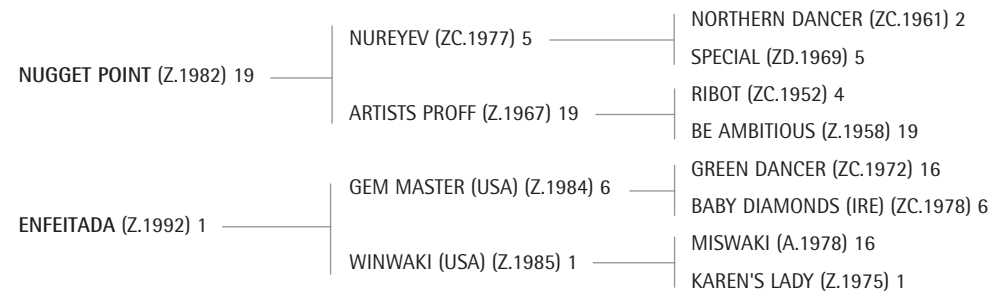 NUGGET POINT (Z.1982) 19
NUREYEV (ZC.1977) 5
NORTHERN DANCER (ZC.1961) 2
SPECIAL (ZD.1969) 5
ARTISTS PROFF (Z.1967) 19
RIBOT (ZC.1952) 4
BE AMBITIOUS (Z.1958) 19
ENFEITADA (Z.1992) 1
GEM MASTER (USA) (Z.1984) 6
GREEN DANCER (ZC.1972) 16
BABY DIAMONDS (IRE) (ZC.1978) 6
WINWAKI (USA) (Z.1985) 1
MISWAKI (A.1978) 16
KAREN'S LADY (Z.1975) 1